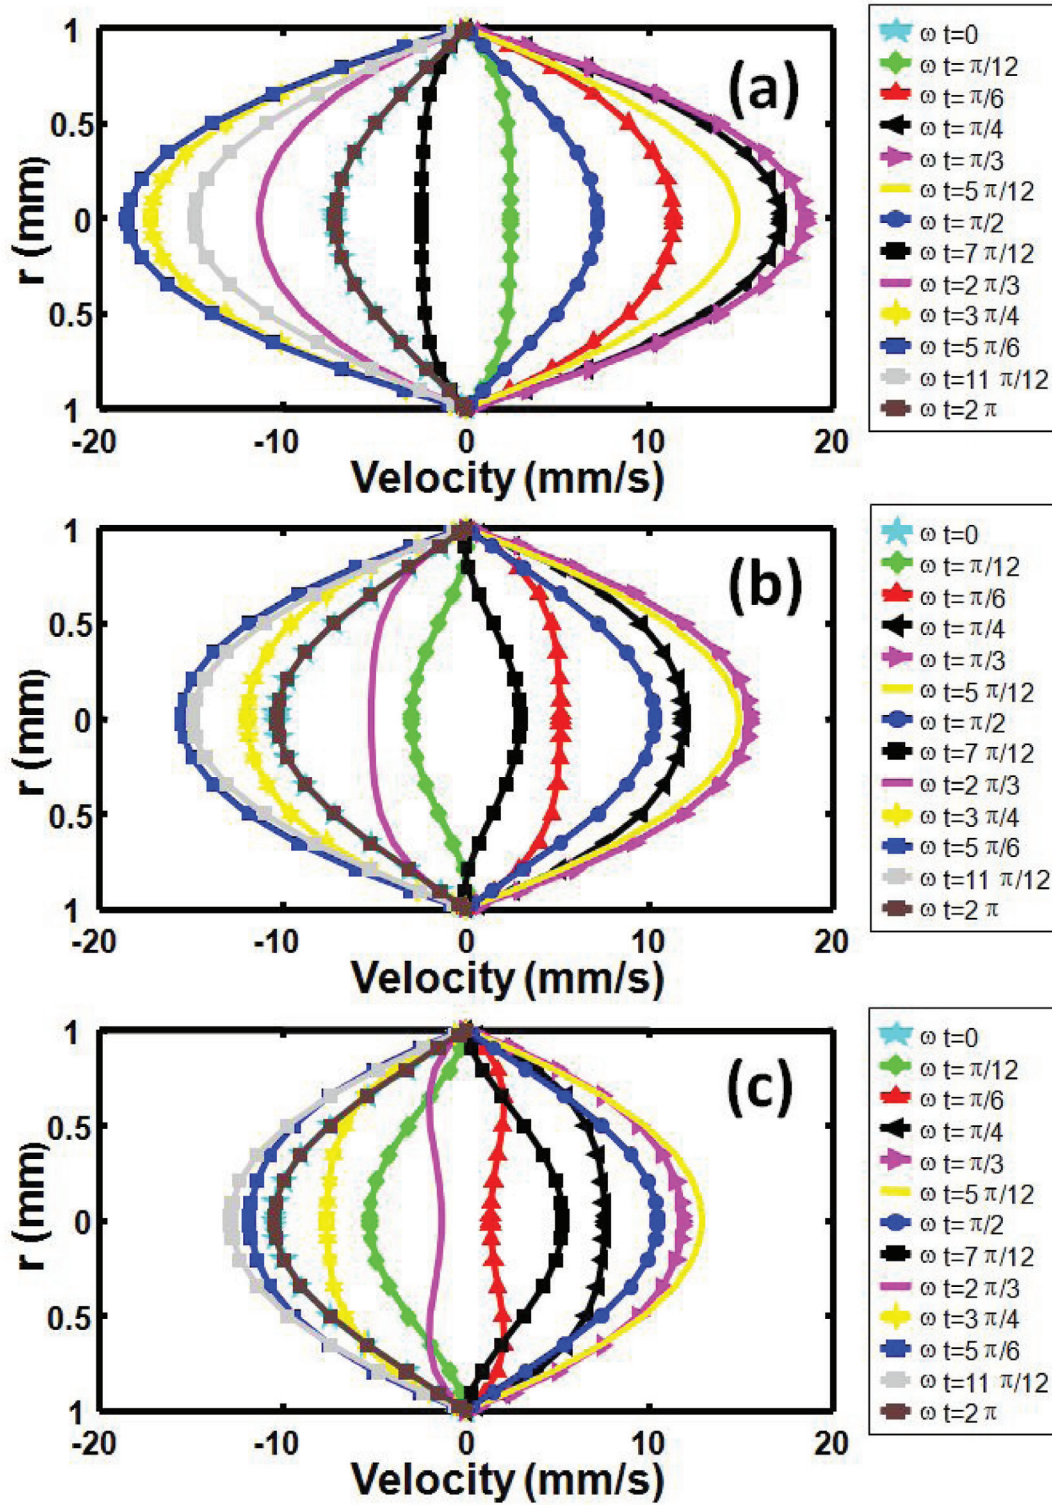 (a)
1
0.5
0
0.5
1
r (mm)
-20 -10 0 10 20
Velocity (mm/s)
ω t=0
ω t= π/12
ω t= π/6
ω t= π/4
ω t= π/3
ω t=5 π/12
ω t= π/2
ω t=7 π/12
ω t=2 π/3
ω t=3 π/4
ω t=5 π/6
ω t=11 π/12
ω t=2 π
(b)
1
0.5
0
0.5
1
r (mm)
-20 -10 0 10 20
Velocity (mm/s)
ω t=0
ω t= π/12
ω t= π/6
ω t= π/4
ω t= π/3
ω t=5 π/12
ω t= π/2
ω t=7 π/12
ω t=2 π/3
ω t=3 π/4
ω t=5 π/6
ω t=11 π/12
ω t=2 π
(c)
1
0.5
0
0.5
1
r (mm)
-20 -10 0 10 20
Velocity (mm/s)
ω t=0
ω t= π/12
ω t= π/6
ω t= π/4
ω t= π/3
ω t=5 π/12
ω t= π/2
ω t=7 π/12
ω t=2 π/3
ω t=3 π/4
ω t=5 π/6
ω t=11 π/12
ω t=2 π